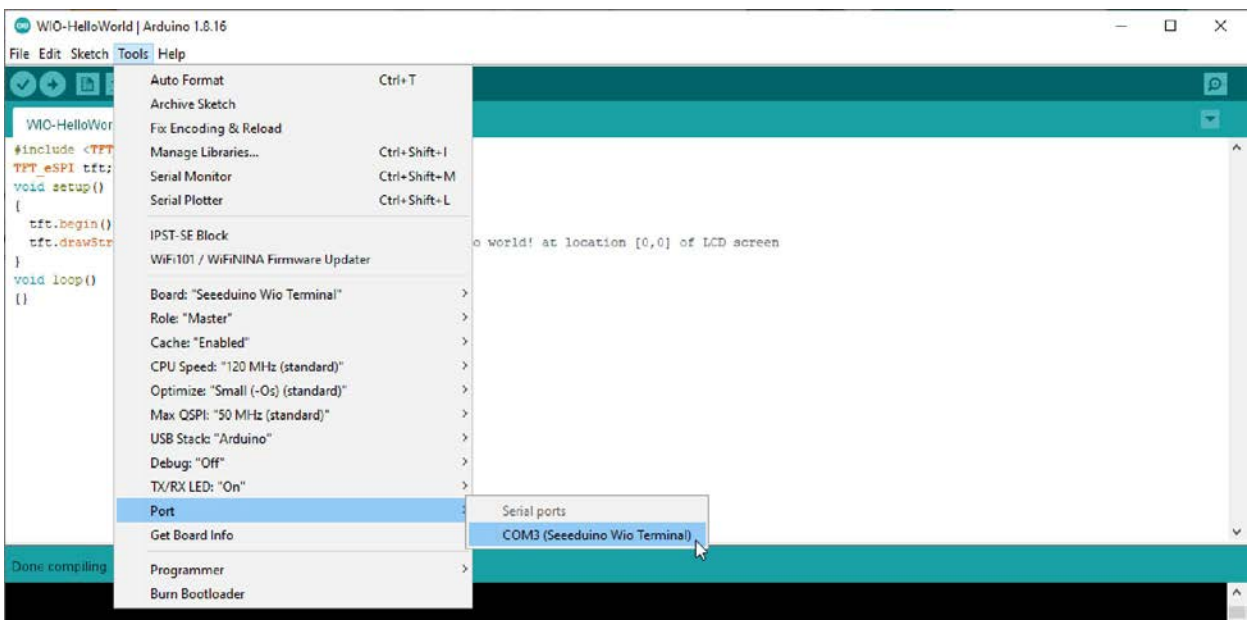 WIO-HelloWorld | Arduino 1.8.16
File Edit Sketch Tools Help
WIO-HelloWor
#include <TFT
TFT_eSPI tft;
void setup()
{
tft.begin()
tft.drawStr
o world! at location [0,0] of LCD screen
}
void loop()
{}
Auto Format Ctrl+T
Archive Sketch
Fix Encoding & Reload
Manage Libraries... Ctrl+Shift+I
Serial Monitor Ctrl+Shift+M
Serial Plotter Ctrl+Shift+L
IPST-SE Block
WiFi101 / WiFiNINA Firmware Updater
Board: "Seeeduino Wio Terminal"
Role: "Master"
Cache: "Enabled"
CPU Speed: "120 MHz (standard)"
Optimize: "Small (-Os) (standard)"
Max QSPI: "50 MHz (standard)"
USB Stack: "Arduino"
Debug: "Off"
TX/RX LED: "On"
Port
Serial ports
COM3 (Seeeduino Wio Terminal)
Get Board Info
Programmer
Burn Bootloader
Done compiling